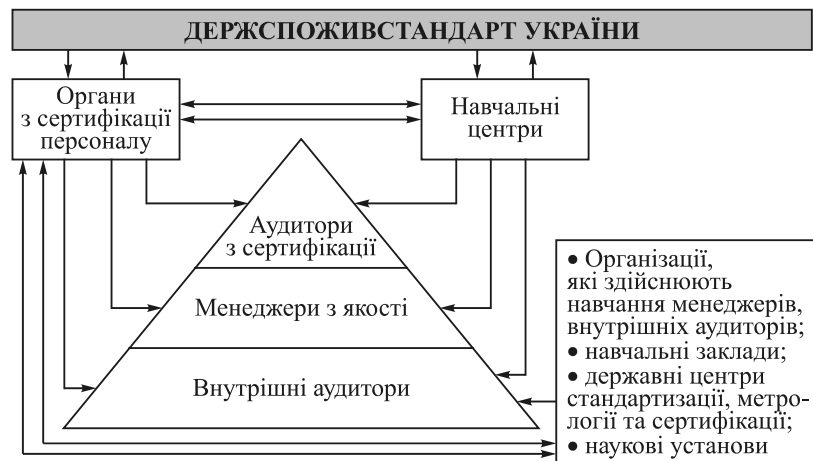 ДЕРЖСПОЖИВСТАНДАРТ УКРАЇНИ
Органи
з сертифікації
персоналу
Навчальні
центри
Аудитори
з сертифікації
Менеджери з якості
Внутрішні аудитори
• Організації,
які здійснюють
навчання менеджерів,
внутрішніх аудиторів;
• навчальні заклади;
• державні центри
стандартизації, метро-
логії та сертифікації;
• наукові установи